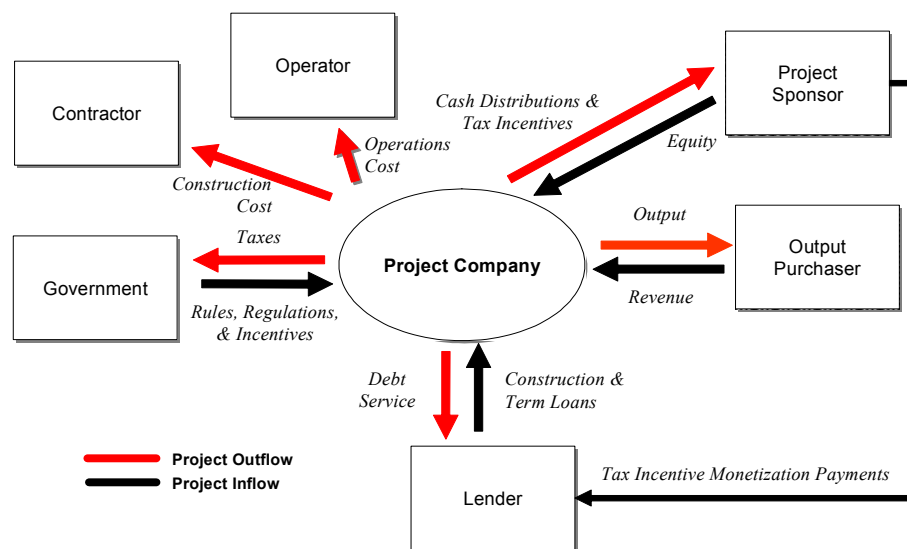 Operator
Project
Sponsor
Contractor
Cash Distributions &
Tax Incentives
Equity
Operations
Cost
Construction
Cost
Taxes
Output
Government
Project Company
Output
Purchaser
Rules, Regulations,
& Incentives
Revenue
Debt
Service
Construction &
Term Loans
Project Outflow
Project Inflow
Lender
Tax Incentive Monetization Payments